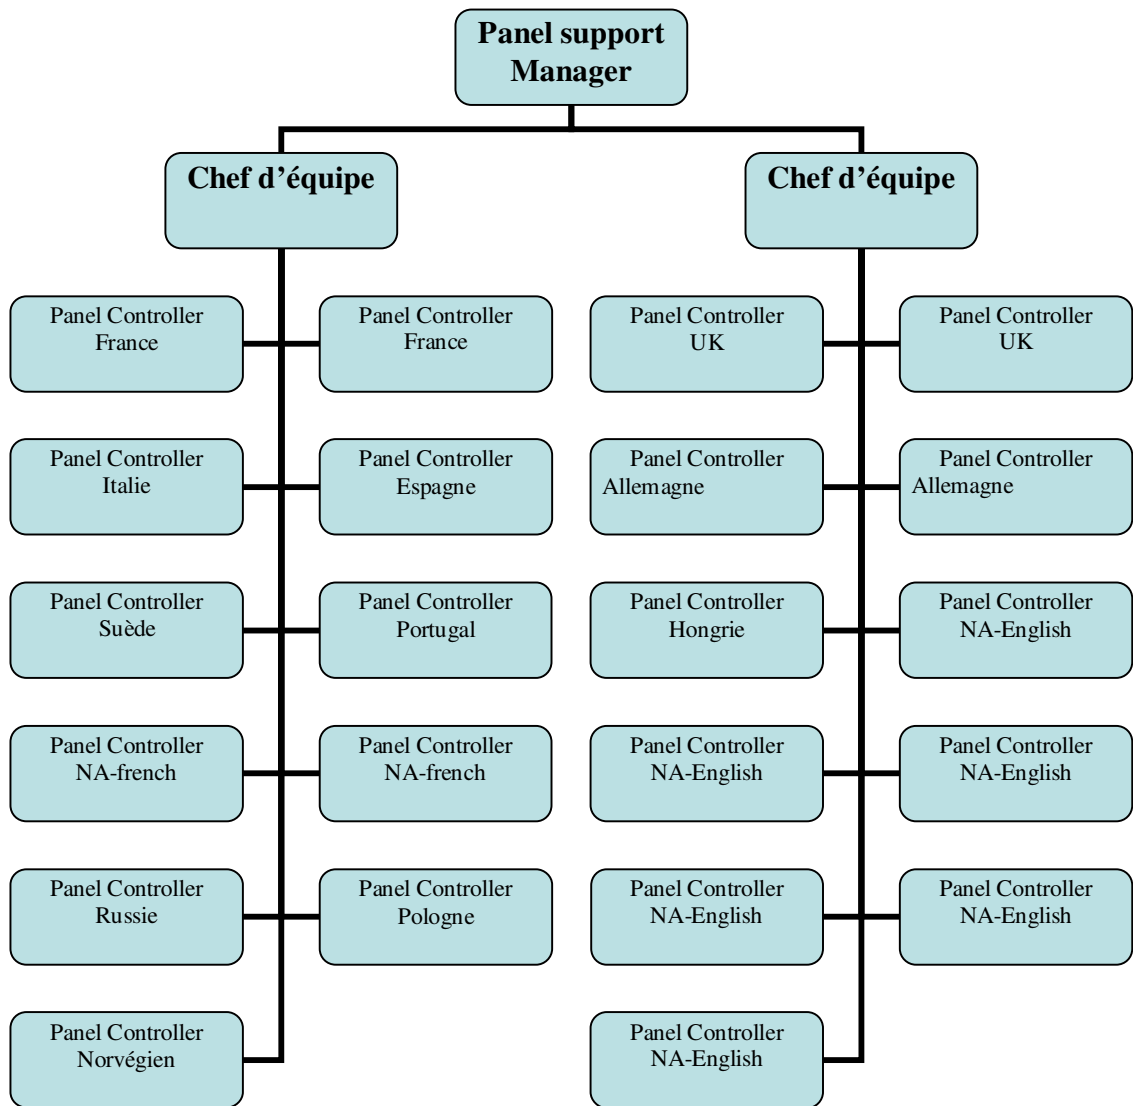 Panel support
Manager
Chef d’équipe
Chef d’équipe
Panel Controller
France
Panel Controller
France
Panel Controller
UK
Panel Controller
UK
Panel Controller
Italie
Panel Controller
Espagne
Panel Controller
Allemagne
Panel Controller
Allemagne
Panel Controller
Suède
Panel Controller
Portugal
Panel Controller
Hongrie
Panel Controller
NA-English
Panel Controller
NA-french
Panel Controller
NA-french
Panel Controller
NA-English
Panel Controller
NA-English
Panel Controller
Russie
Panel Controller
Pologne
Panel Controller
NA-English
Panel Controller
NA-English
Panel Controller
Norvégien
Panel Controller
NA-English